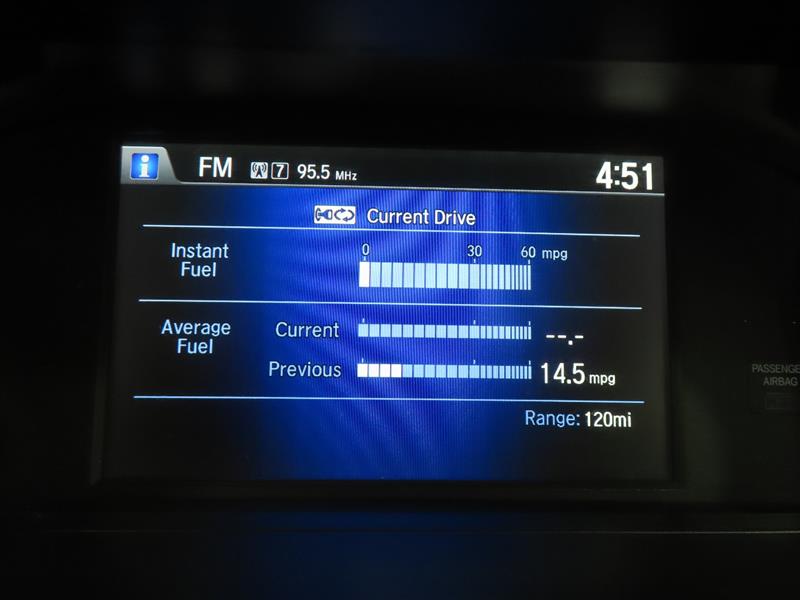 i FM 7 95.5 MHz 4:51
Current Drive
0 30 60 mpg
Instant
Fuel
Average
Fuel
Current --.-
Previous 14.5 mpg
Range: 120mi
PASSENGE
AIRBAG